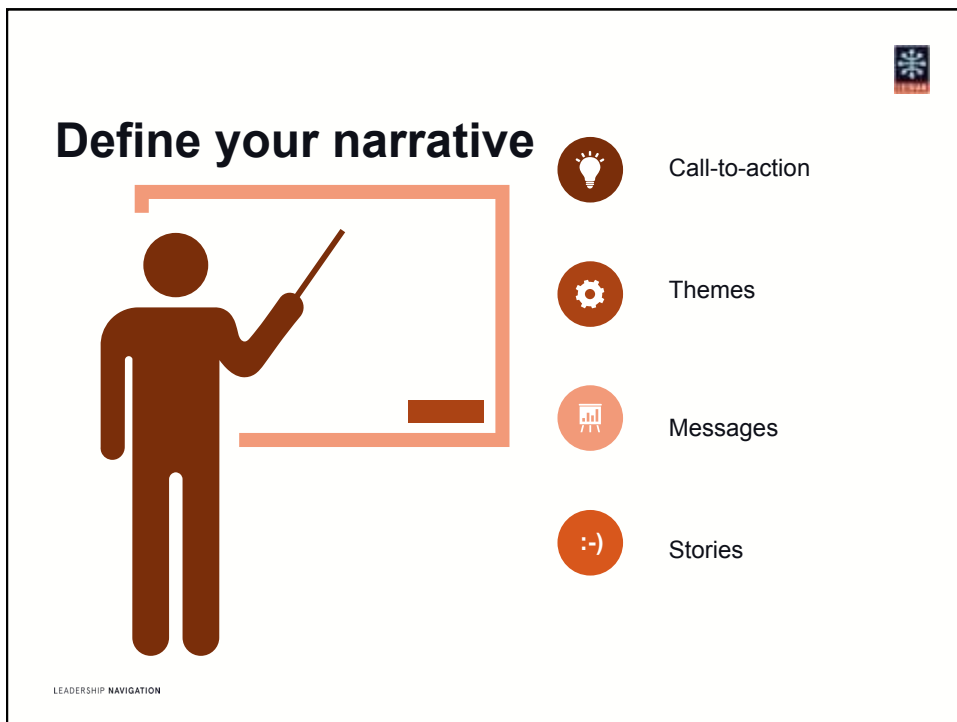 Define your narrative
Call-to-action
Themes
Messages
:-)
Stories
LEADERSHIP NAVIGATION